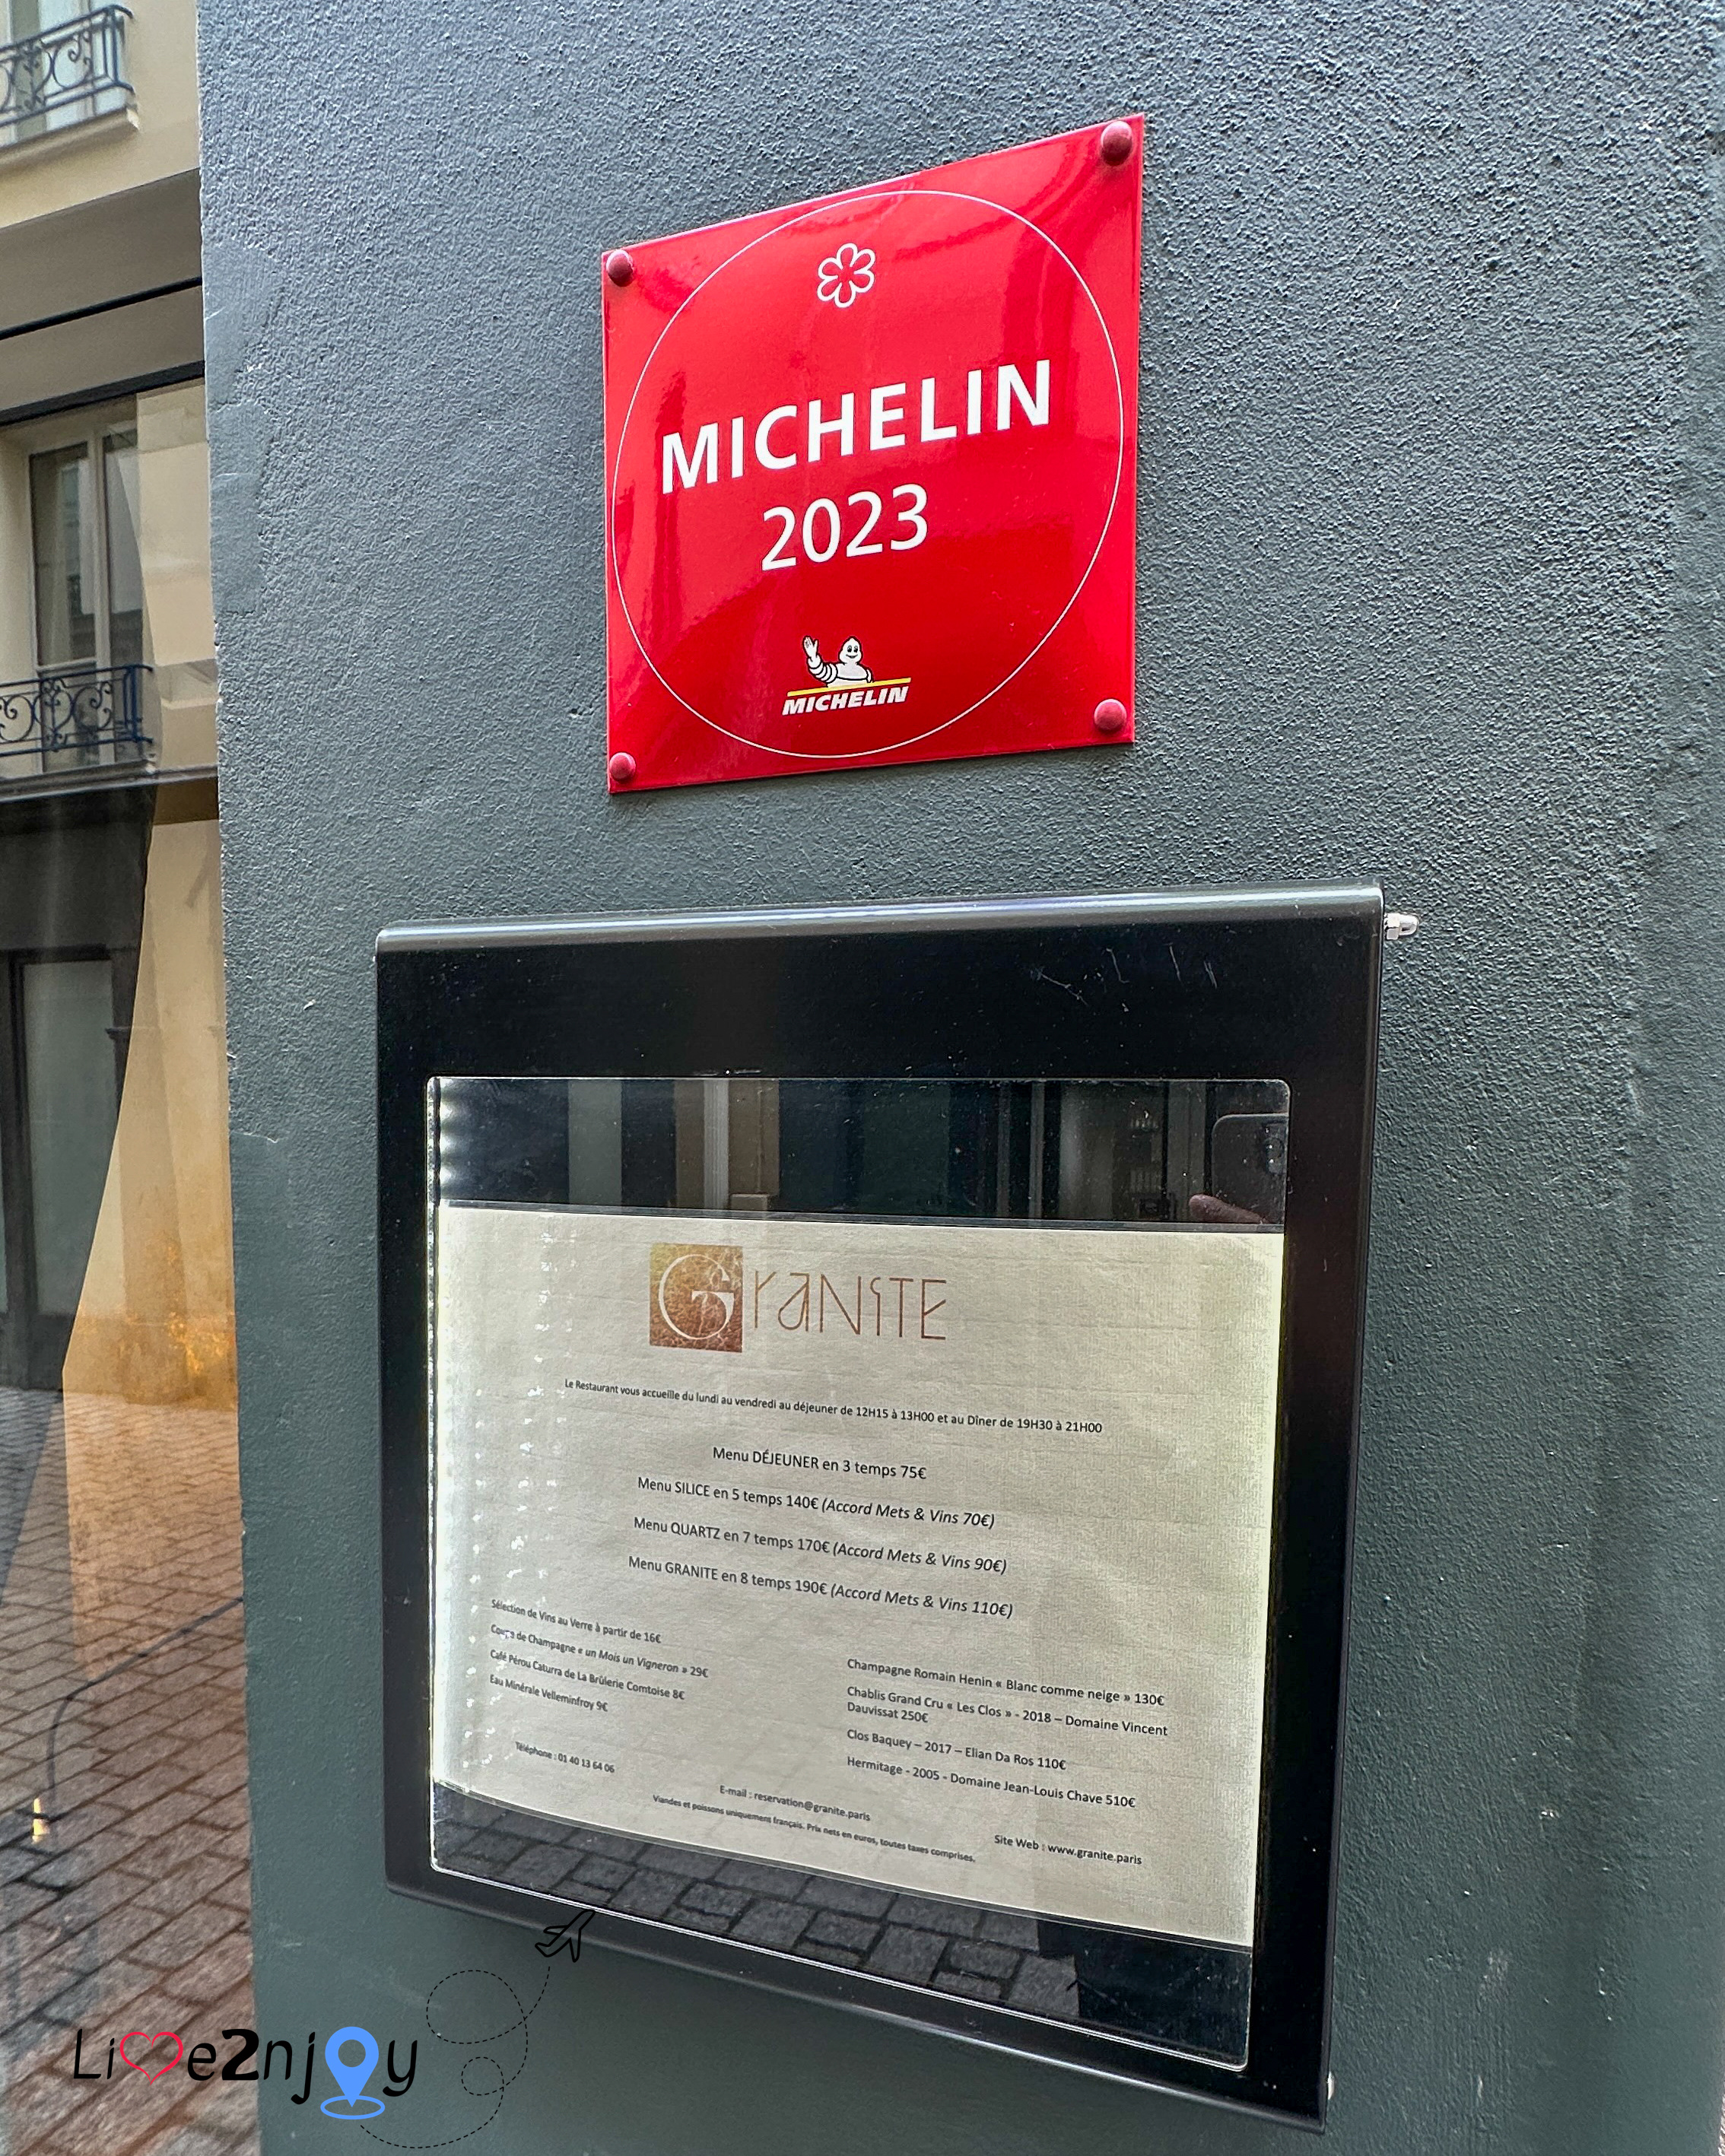 MICHELIN
2023
MICHELIN
GRANITE
Le Restaurant vous accueille du lundi au vendredi au déjeuner de 12H15 à 13H00 et au Dîner de 19H30 à 21H00
Menu DÉJEUNER en 3 temps 75€
Menu SILICE en 5 temps 140€ (Accord Mets & Vins 70€)
Menu QUARTZ en 7 temps 170€ (Accord Mets & Vins 90€)
Menu GRANITE en 8 temps 190€ (Accord Mets & Vins 110€)
Sélection de Vins au Verre à partir de 16€
Coupe de Champagne « un Mois un Vigneron » 29€
Café Pérou Caturra de La Brûlerie Comtoise 8€
Eau Minérale Velleminfroy 9€
Champagne Romain Henin « Blanc comme neige » 130€
Chablis Grand Cru « Les Clos » - 2018 – Domaine Vincent
Dauvissat 250€
Clos Baquey – 2017 – Elian Da Ros 110€
Hermitage - 2005 - Domaine Jean-Louis Chave 510€
Téléphone : 01 40 13 64 06
E-mail : reservation@granite.paris
Site Web : www.granite.paris
Viandes et poissons uniquement français. Prix nets en euros, toutes taxes comprises.
Live2njoy